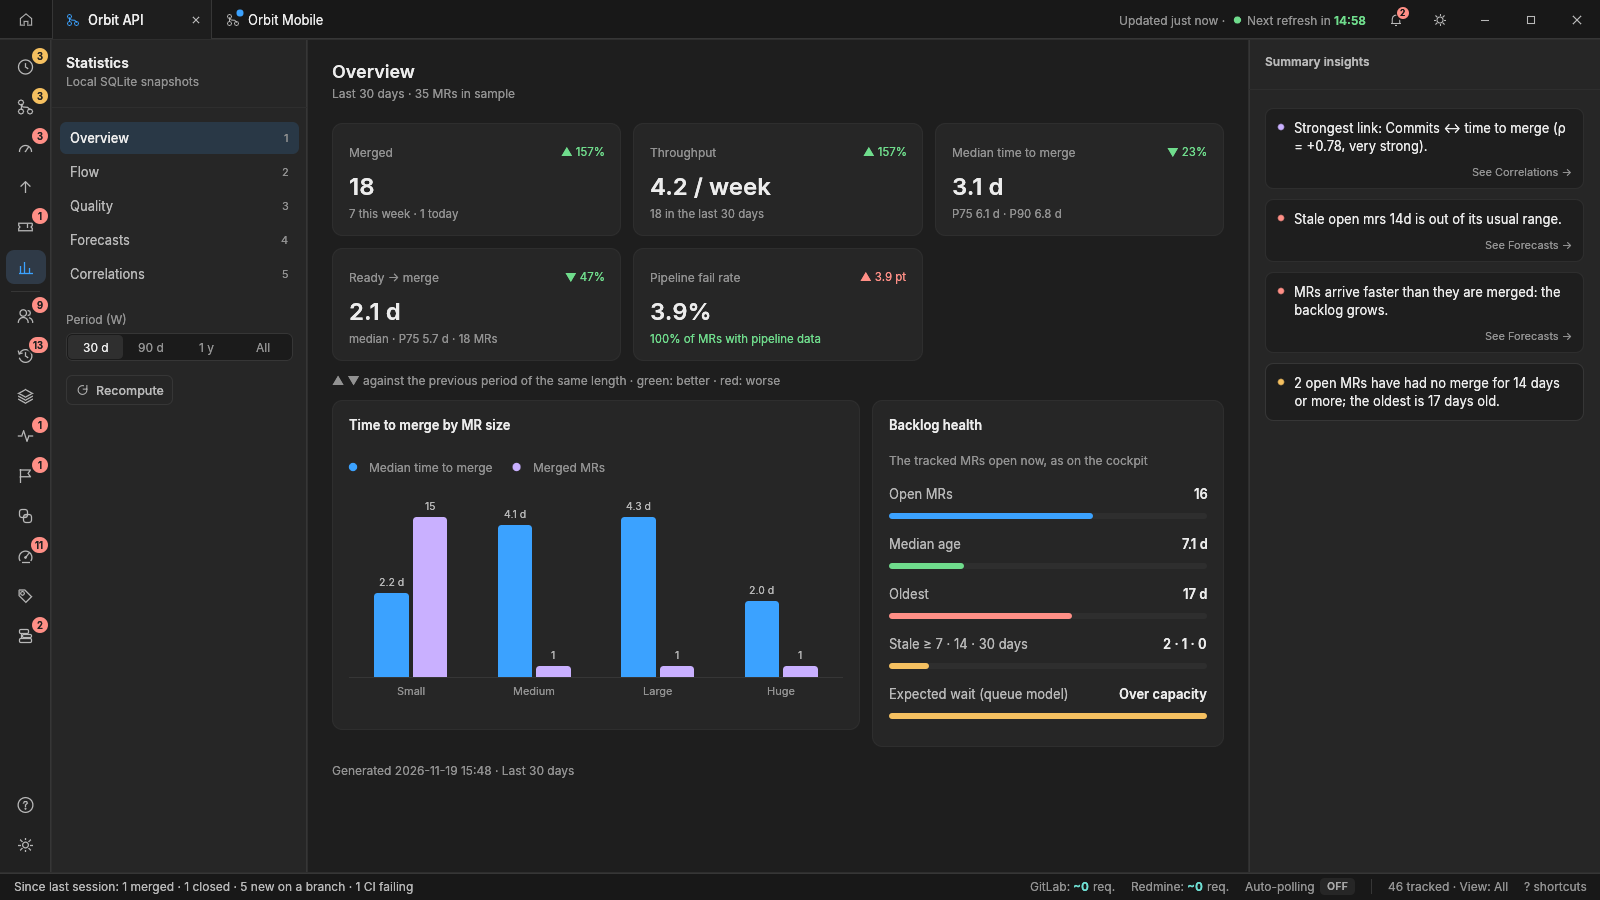 Orbit API
Orbit Mobile
Updated just now · Next refresh in 14:58
2
3
3
3
1
9
13
1
1
11
2
Statistics
Local SQLite snapshots
Overview 1
Flow 2
Quality 3
Forecasts 4
Correlations 5
Period (W)
30 d 90 d 1 y All
Recompute
Overview
Last 30 days · 35 MRs in sample
Merged ▲ 157%
18
7 this week · 1 today
Throughput ▲ 157%
4.2 / week
18 in the last 30 days
Median time to merge ▼ 23%
3.1 d
P75 6.1 d · P90 6.8 d
Ready → merge ▼ 47%
2.1 d
median · P75 5.7 d · 18 MRs
Pipeline fail rate ▲ 3.9 pt
3.9%
100% of MRs with pipeline data
▲ ▼ against the previous period of the same length · green: better · red: worse
Time to merge by MR size
Median time to merge Merged MRs
2.2 d 15 4.1 d 1 4.3 d 1 2.0 d 1
Small Medium Large Huge
Backlog health
The tracked MRs open now, as on the cockpit
Open MRs 16
Median age 7.1 d
Oldest 17 d
Stale ≥ 7 · 14 · 30 days 2 · 1 · 0
Expected wait (queue model) Over capacity
Generated 2026-11-19 15:48 · Last 30 days
Summary insights
Strongest link: Commits ↔ time to merge (ρ
= +0.78, very strong).
See Correlations →
Stale open mrs 14d is out of its usual range.
See Forecasts →
MRs arrive faster than they are merged: the
backlog grows.
See Forecasts →
2 open MRs have had no merge for 14 days
or more; the oldest is 17 days old.
Since last session: 1 merged · 1 closed · 5 new on a branch · 1 CI failing
GitLab: ~0 req. Redmine: ~0 req. Auto-polling OFF 46 tracked · View: All ? shortcuts